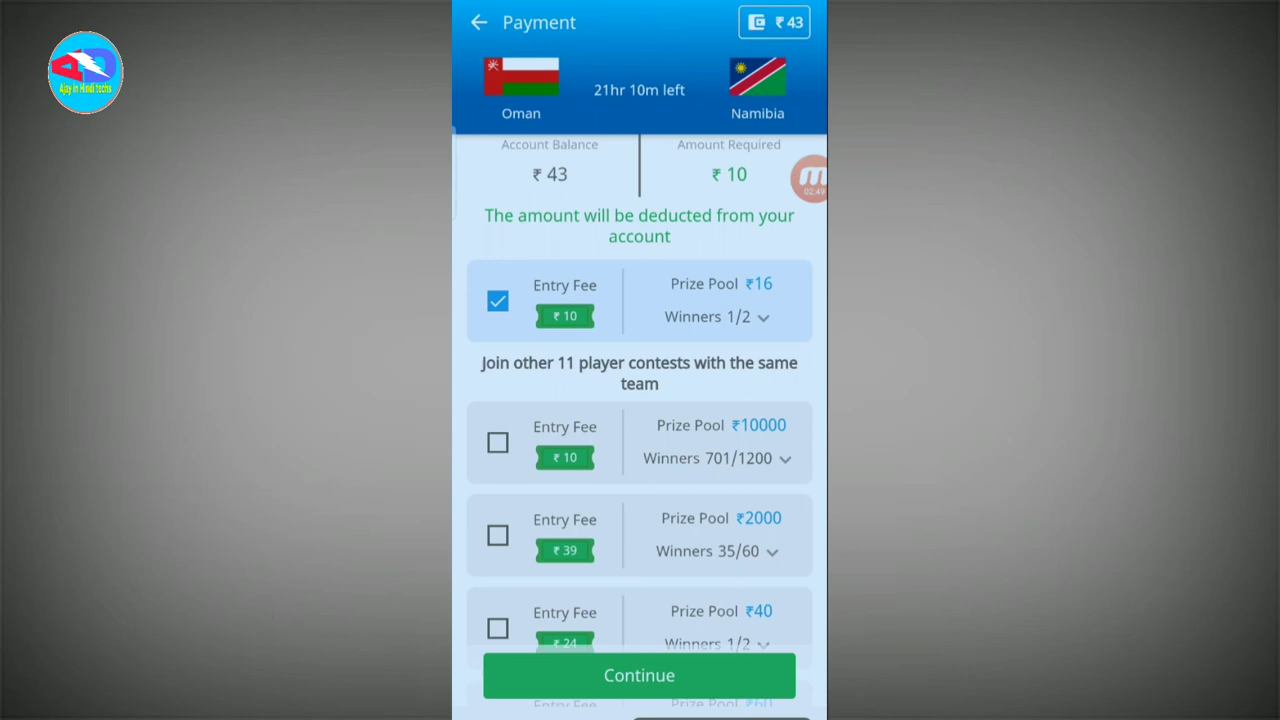 Payment
₹ 43
AD
Ajay in Hindi techs
21hr 10m left
Oman
Namibia
Account Balance
Amount Required
₹ 43
₹ 10
02:49
The amount will be deducted from your
account
Entry Fee
Prize Pool ₹16
₹ 10
Winners 1/2
Join other 11 player contests with the same
team
Entry Fee
Prize Pool ₹10000
₹ 10
Winners 701/1200
Entry Fee
Prize Pool ₹2000
₹ 39
Winners 35/60
Entry Fee
Prize Pool ₹40
₹ 24
Winners 1/2
Continue
Entry Fee
Prize Pool ₹60